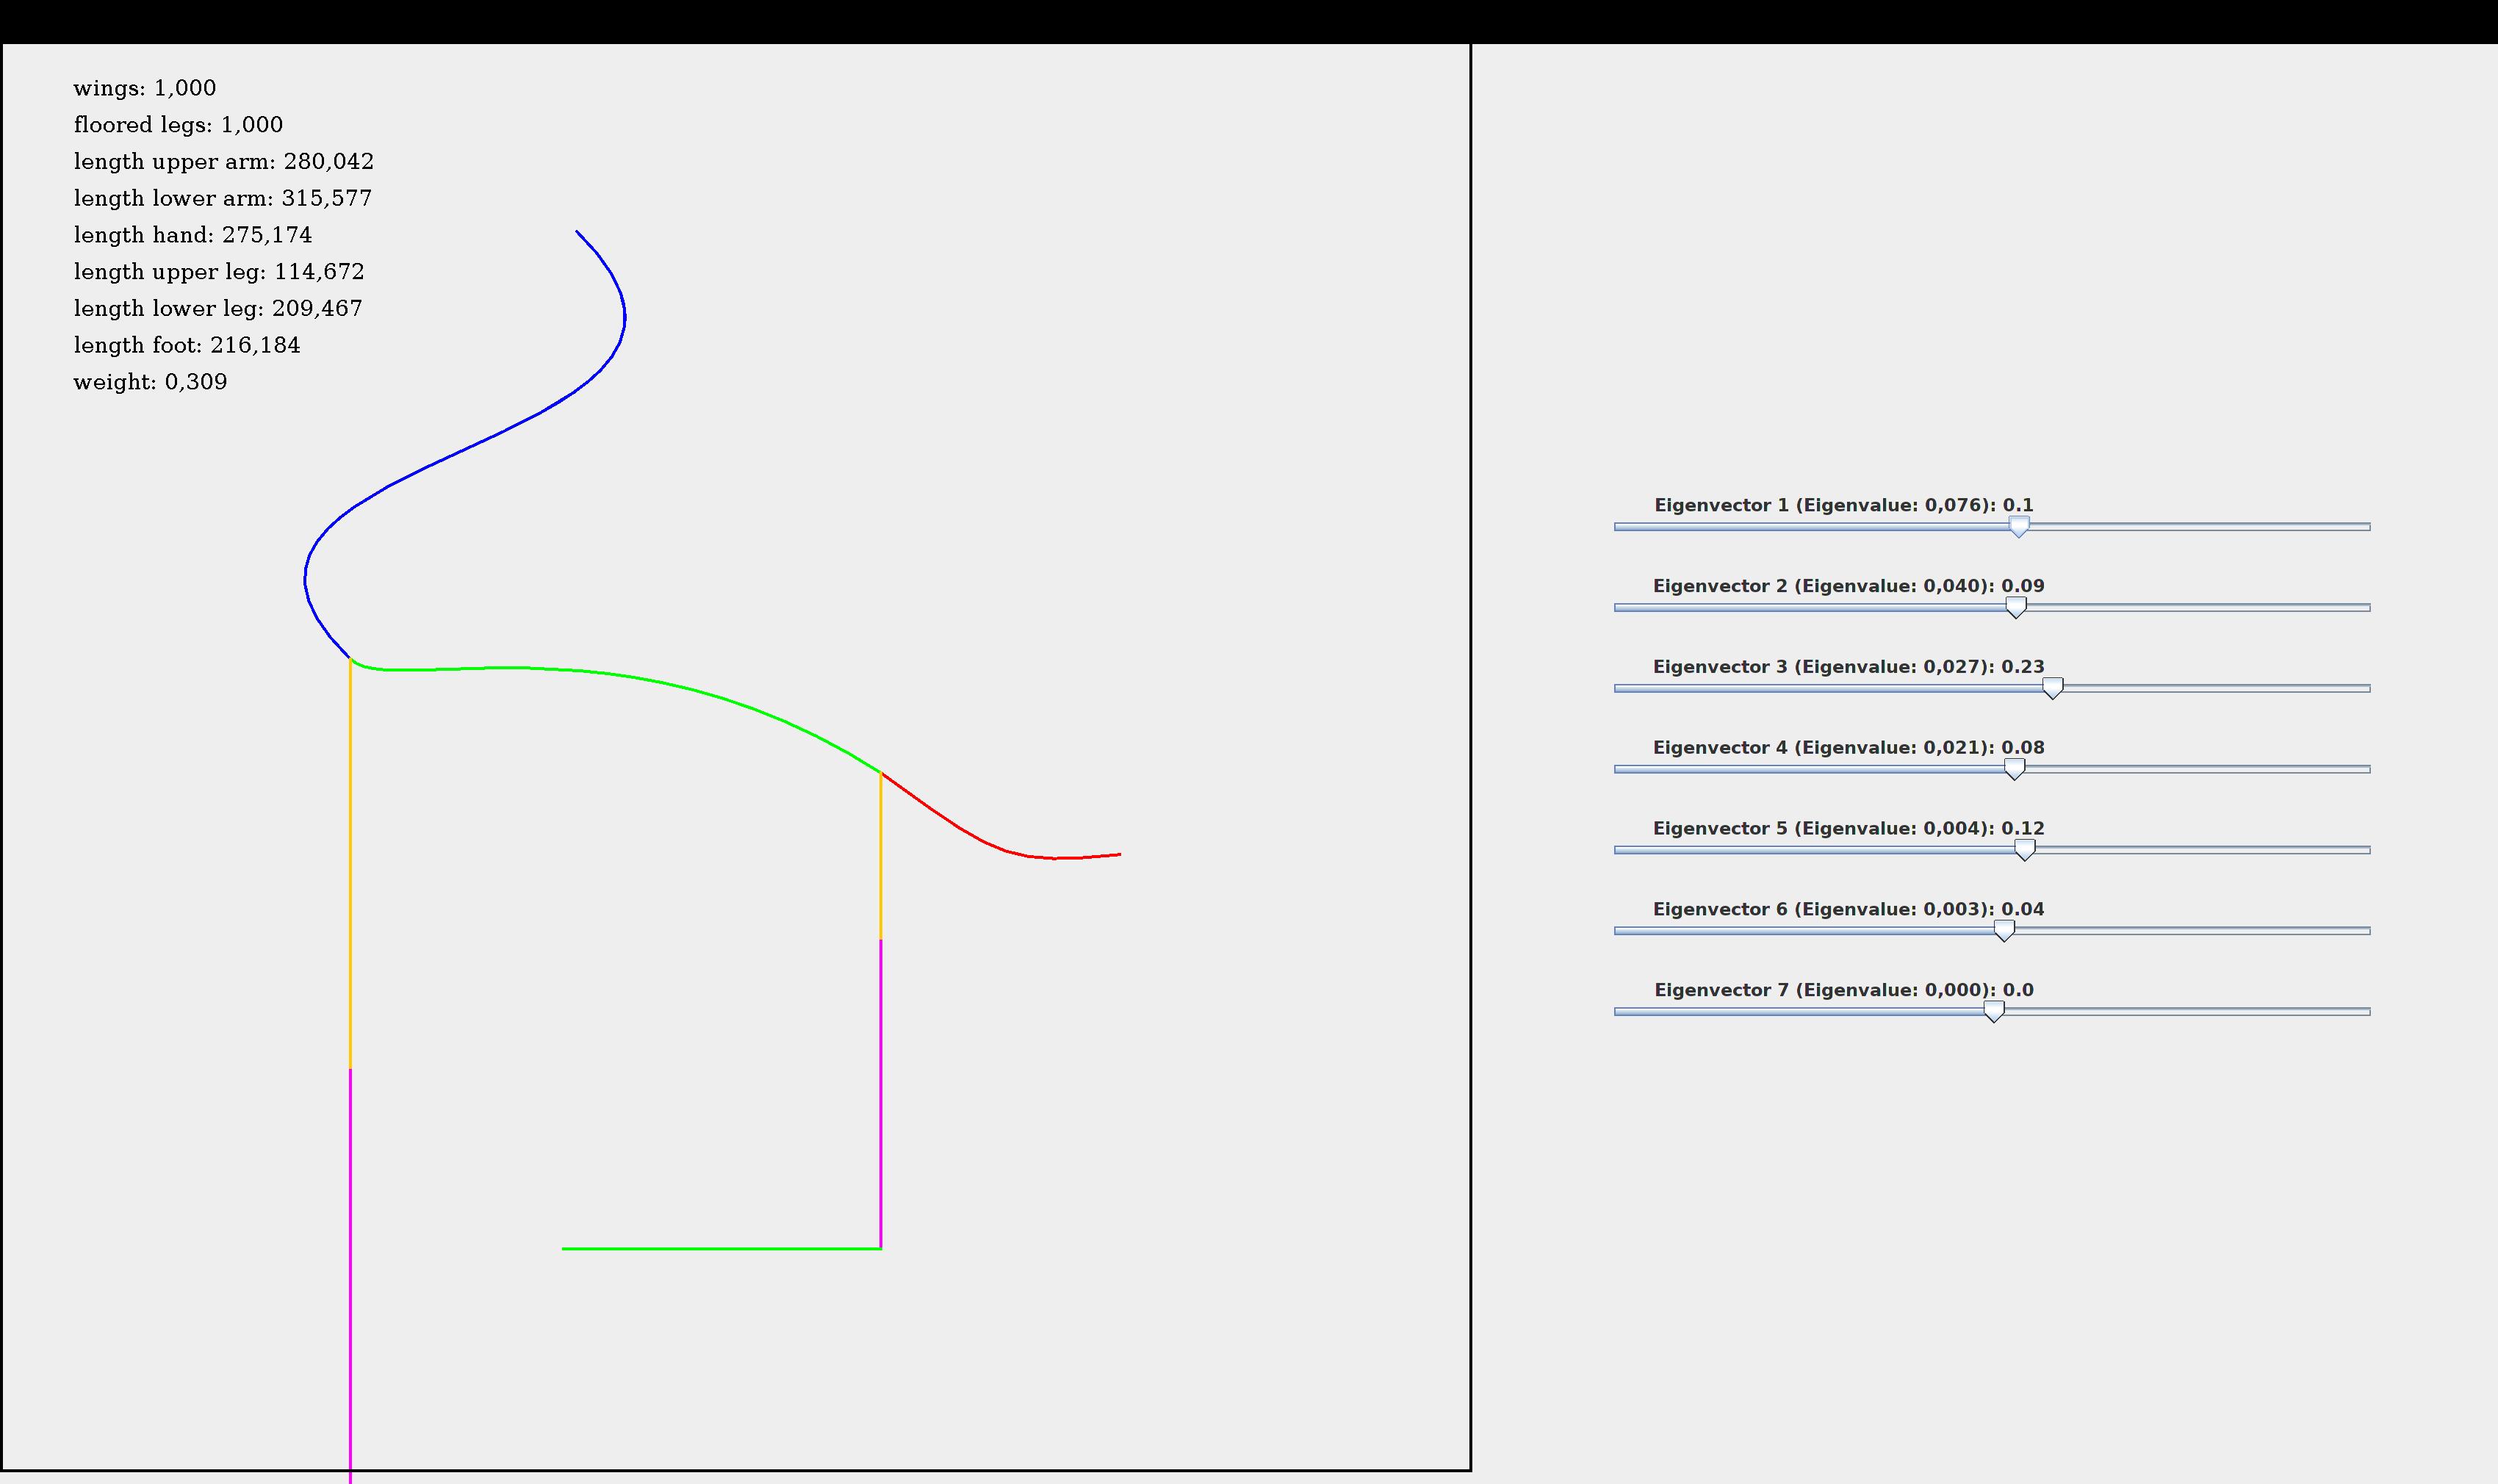 wings: 1,000
floored legs: 1,000
length upper arm: 280,042
length lower arm: 315,577
length hand: 275,174
length upper leg: 114,672
length lower leg: 209,467
length foot: 216,184
weight: 0,309
Eigenvector 1 (Eigenvalue: 0,076): 0.1
Eigenvector 2 (Eigenvalue: 0,040): 0.09
Eigenvector 3 (Eigenvalue: 0,027): 0.23
Eigenvector 4 (Eigenvalue: 0,021): 0.08
Eigenvector 5 (Eigenvalue: 0,004): 0.12
Eigenvector 6 (Eigenvalue: 0,003): 0.04
Eigenvector 7 (Eigenvalue: 0,000): 0.0